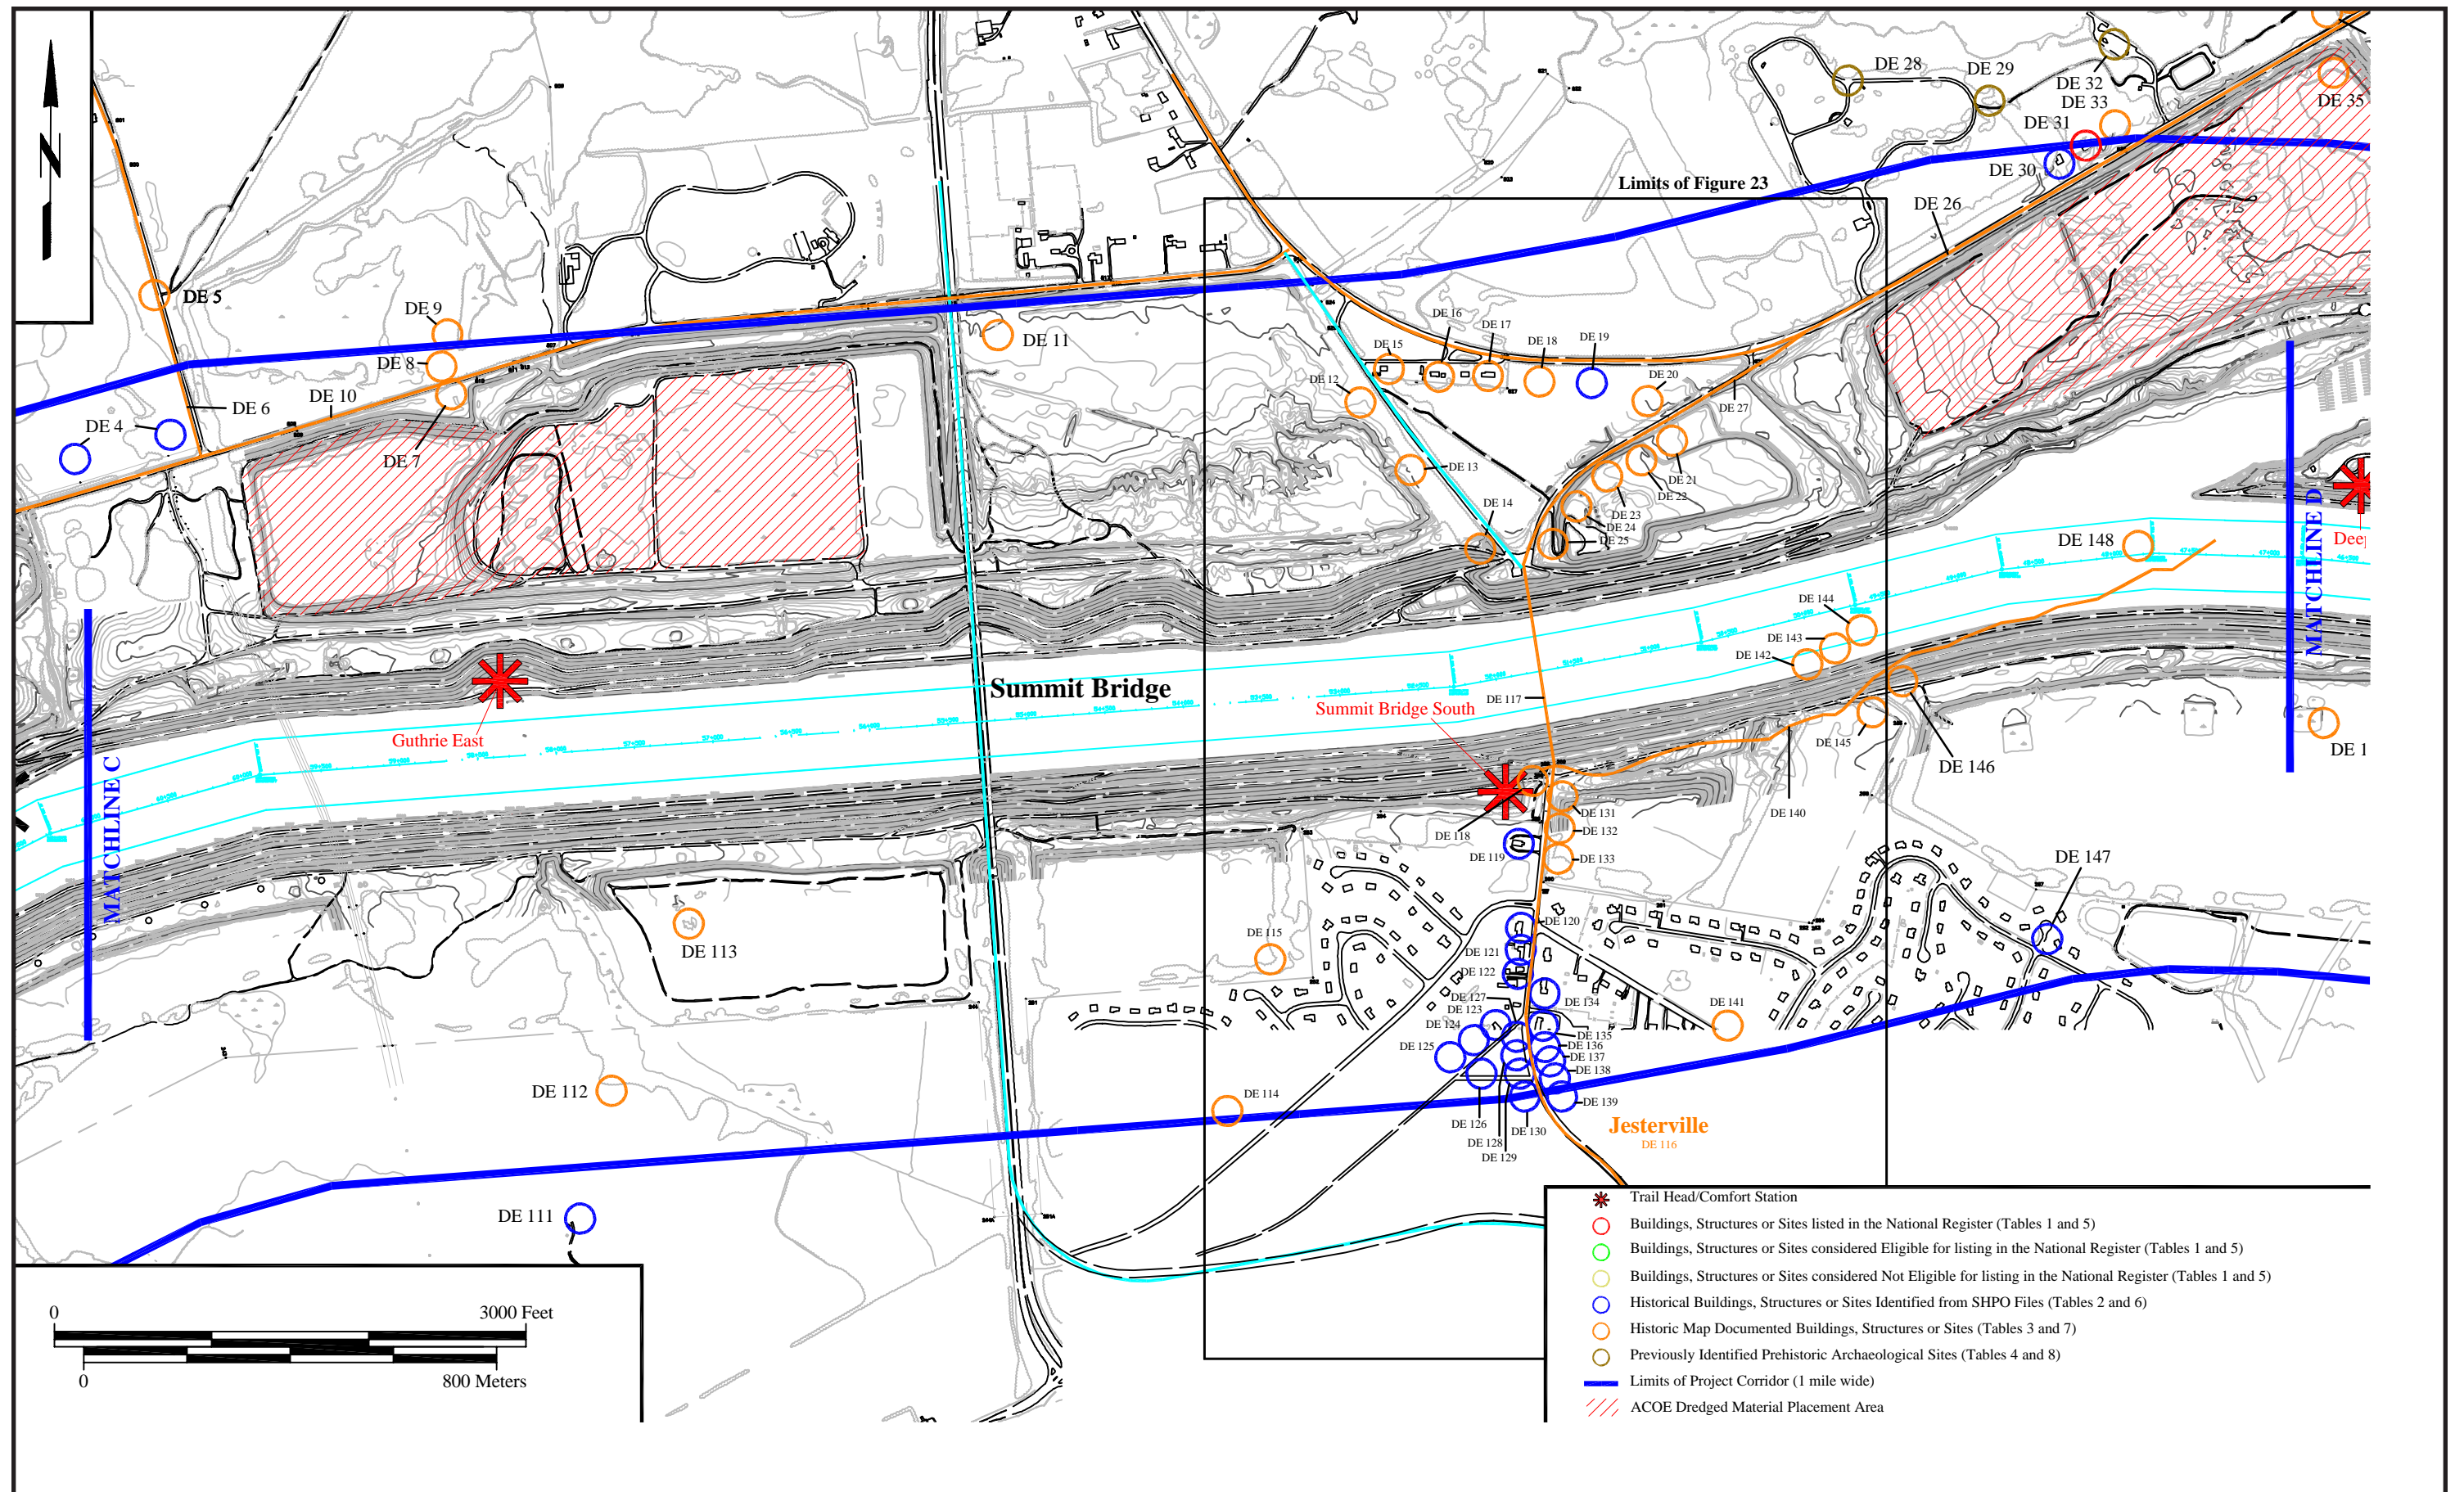 N
DE 28
DE 29
DE 32
DE 33
DE 35
DE 31
DE 30
Limits of Figure 23
DE 26
DE 5
DE 9
DE 8
DE 10
DE 6
DE 4
DE 7
DE 11
DE 16
DE 17
DE 18
DE 19
DE 15
DE 12
DE 20
DE 27
DE 13
DE 21
DE 22
DE 14
DE 23
DE 24
DE 25
DE 148
Dee
MATCHLINE D
DE 144
DE 143
DE 142
Summit Bridge
DE 117
Summit Bridge South
Guthrie East
DE 145
DE 146
DE 1
MATCHLINE C
DE 131
DE 140
DE 118
DE 132
DE 119
DE 133
DE 147
DE 120
DE 115
DE 113
DE 121
DE 122
DE 127
DE 134
DE 141
DE 123
DE 124
DE 135
DE 125
DE 136
DE 137
DE 138
DE 112
DE 114
DE 139
DE 126
DE 130
DE 128
DE 129
Jesterville
DE 116
DE 111
Trail Head/Comfort Station
Buildings, Structures or Sites listed in the National Register (Tables 1 and 5)
Buildings, Structures or Sites considered Eligible for listing in the National Register (Tables 1 and 5)
Buildings, Structures or Sites considered Not Eligible for listing in the National Register (Tables 1 and 5)
Historical Buildings, Structures or Sites Identified from SHPO Files (Tables 2 and 6)
Historic Map Documented Buildings, Structures or Sites (Tables 3 and 7)
Previously Identified Prehistoric Archaeological Sites (Tables 4 and 8)
Limits of Project Corridor (1 mile wide)
ACOE Dredged Material Placement Area
0 3000 Feet
0 800 Meters